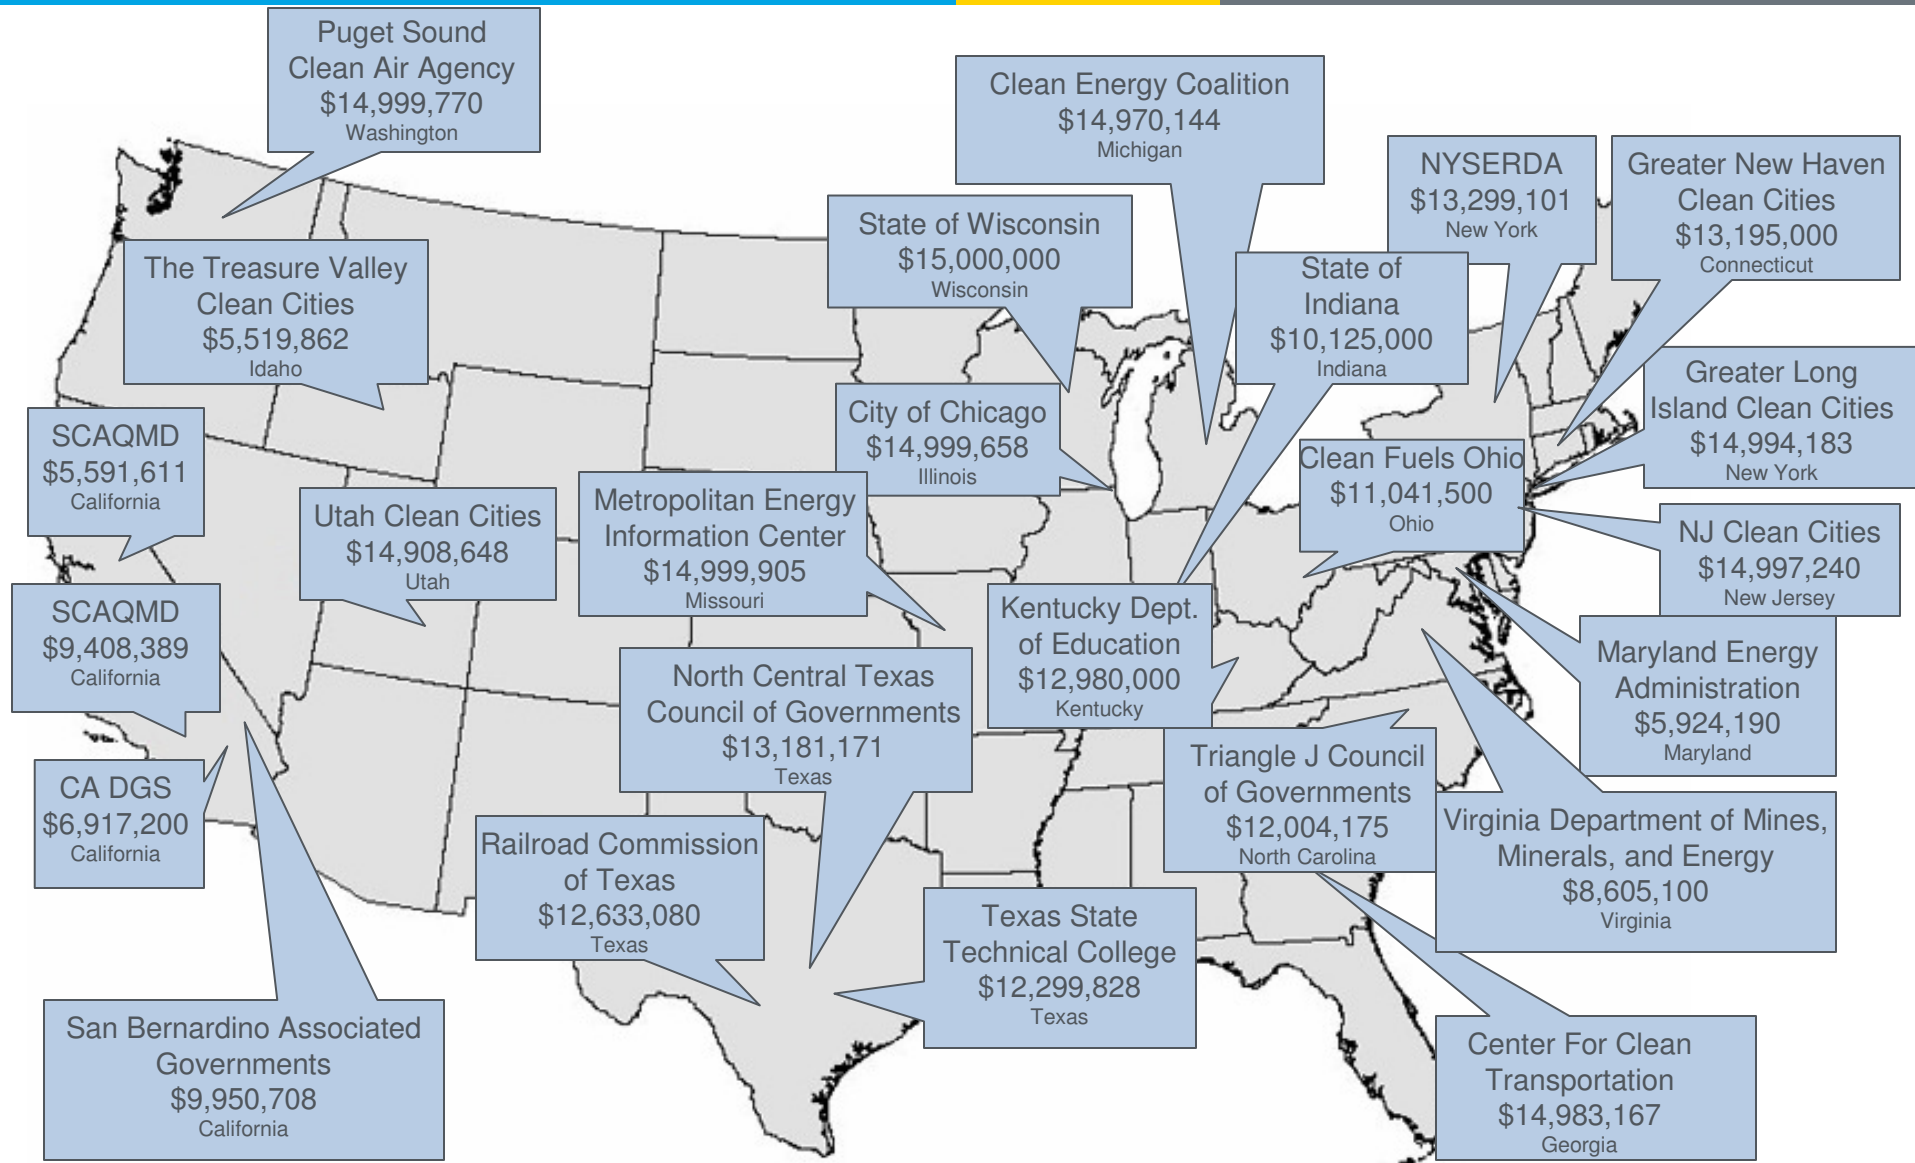 Puget Sound
Clean Air Agency
$14,999,770
Washington
Clean Energy Coalition
$14,970,144
Michigan
NYSERDA
$13,299,101
New York
Greater New Haven
Clean Cities
$13,195,000
Connecticut
State of Wisconsin
$15,000,000
Wisconsin
The Treasure Valley
Clean Cities
$5,519,862
Idaho
State of
Indiana
$10,125,000
Indiana
Greater Long
Island Clean Cities
$14,994,183
New York
City of Chicago
$14,999,658
Illinois
SCAQMD
$5,591,611
California
Clean Fuels Ohio
$11,041,500
Ohio
Utah Clean Cities
$14,908,648
Utah
Metropolitan Energy
Information Center
$14,999,905
Missouri
NJ Clean Cities
$14,997,240
New Jersey
SCAQMD
$9,408,389
California
Kentucky Dept.
of Education
$12,980,000
Kentucky
Maryland Energy
Administration
$5,924,190
Maryland
North Central Texas
Council of Governments
$13,181,171
Texas
CA DGS
$6,917,200
California
Triangle J Council
of Governments
$12,004,175
North Carolina
Virginia Department of Mines,
Minerals, and Energy
$8,605,100
Virginia
Railroad Commission
of Texas
$12,633,080
Texas
Texas State
Technical College
$12,299,828
Texas
San Bernardino Associated
Governments
$9,950,708
California
Center For Clean
Transportation
$14,983,167
Georgia